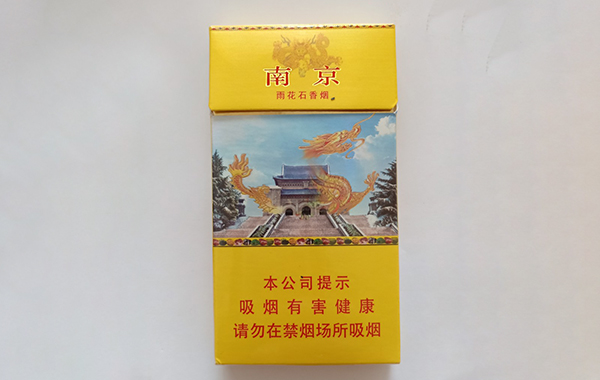 南京
雨花石香烟
本公司提示
吸烟有害健康
请勿在禁烟场所吸烟